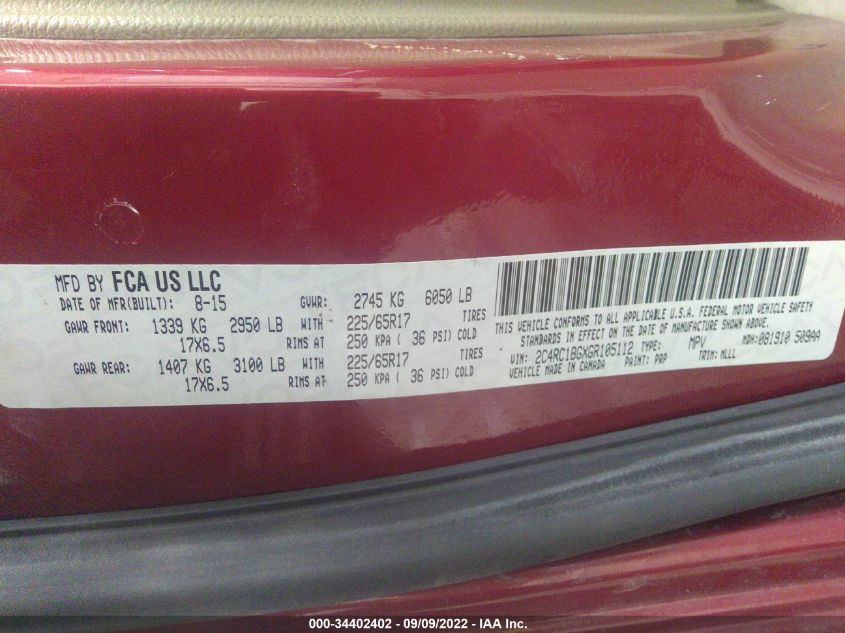 MFD BY FCA US LLC
DATE OF MFR(BUILT): 8-15 GVWR: 2745 KG 6050 LB
GAWR FRONT: 1339 KG 2950 LB WITH 225/65R17 TIRES
17X6.5 RIMS AT 250 KPA( 36 PSI) COLD
GAWR REAR: 1407 KG 3100 LB WITH 225/65R17 TIRES
17X6.5 RIMS AT 250 KPA( 36 PSI) COLD
THIS VEHICLE CONFORMS TO ALL APPLICABLE U.S.A. FEDERAL MOTOR VEHICLE SAFETY
STANDARDS IN EFFECT ON THE DATE OF MANUFACTURE SHOWN ABOVE.
VIN: 2C4RC1BGXGR105112 TYPE: MPV MDH:081910 509AA
VEHICLE MADE IN CANADA PAINT: PRP TRIM: MLLL
000-34402402 - 09/09/2022 - IAA Inc.